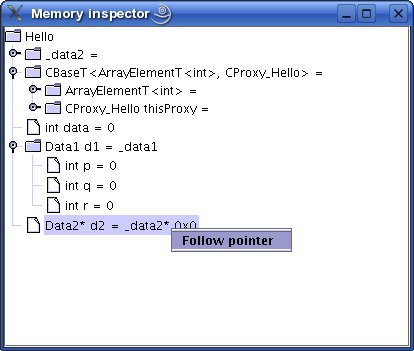 Memory inspector
Hello
_data2 =
CBaseT<ArrayElementT<int>, CProxy_Hello> =
ArrayElementT<int> =
CProxy_Hello thisProxy =
int data = 0
Data1 d1 = _data1
int p = 0
int q = 0
int r = 0
Data2* d2 = _data2* 0x0
Follow pointer